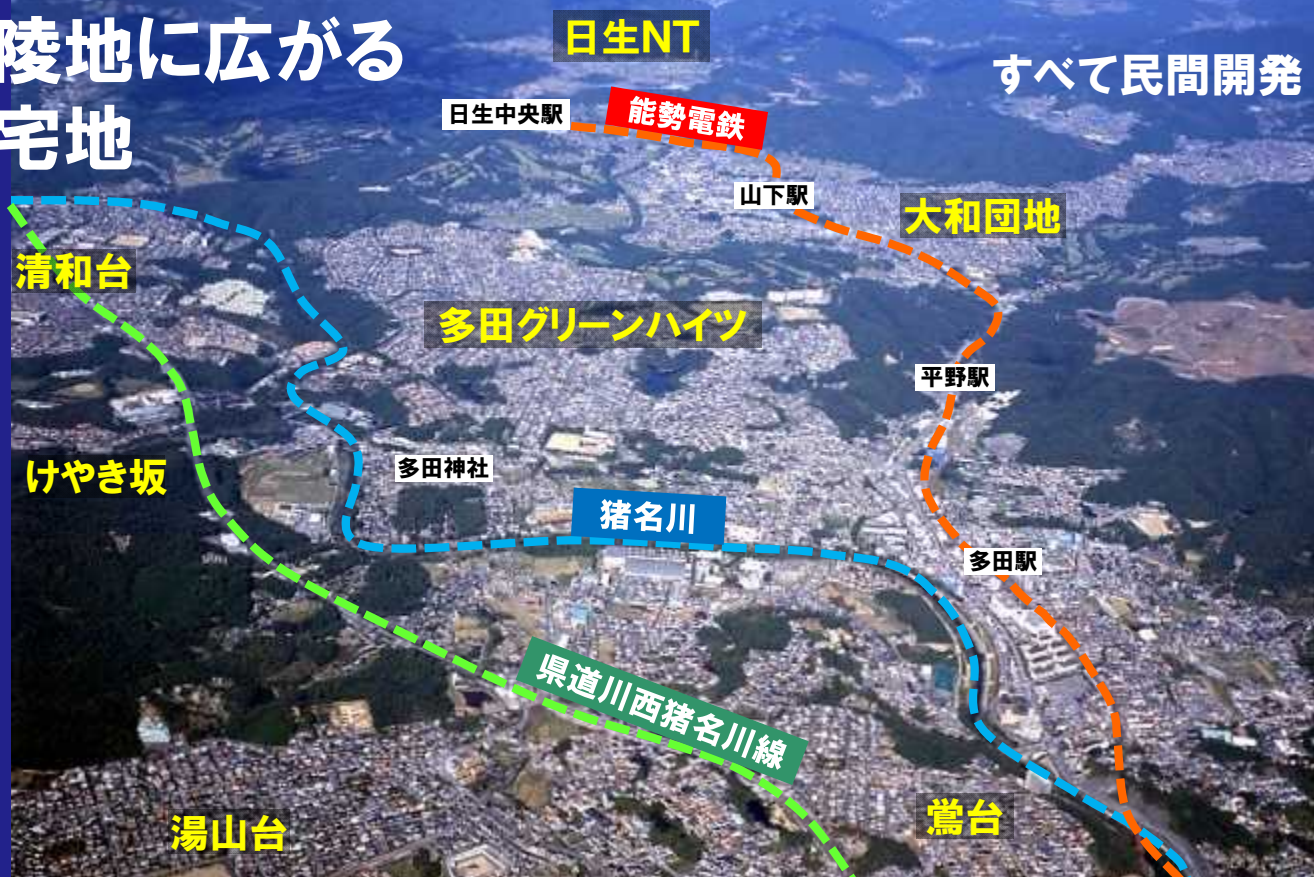 陵地に広がる
宅地
日生NT
すべて民間開発
日生中央駅
能勢電鉄
山下駅
大和団地
清和台
多田グリーンハイツ
平野駅
けやき坂
多田神社
猪名川
多田駅
県道川西猪名川線
湯山台
鴬台